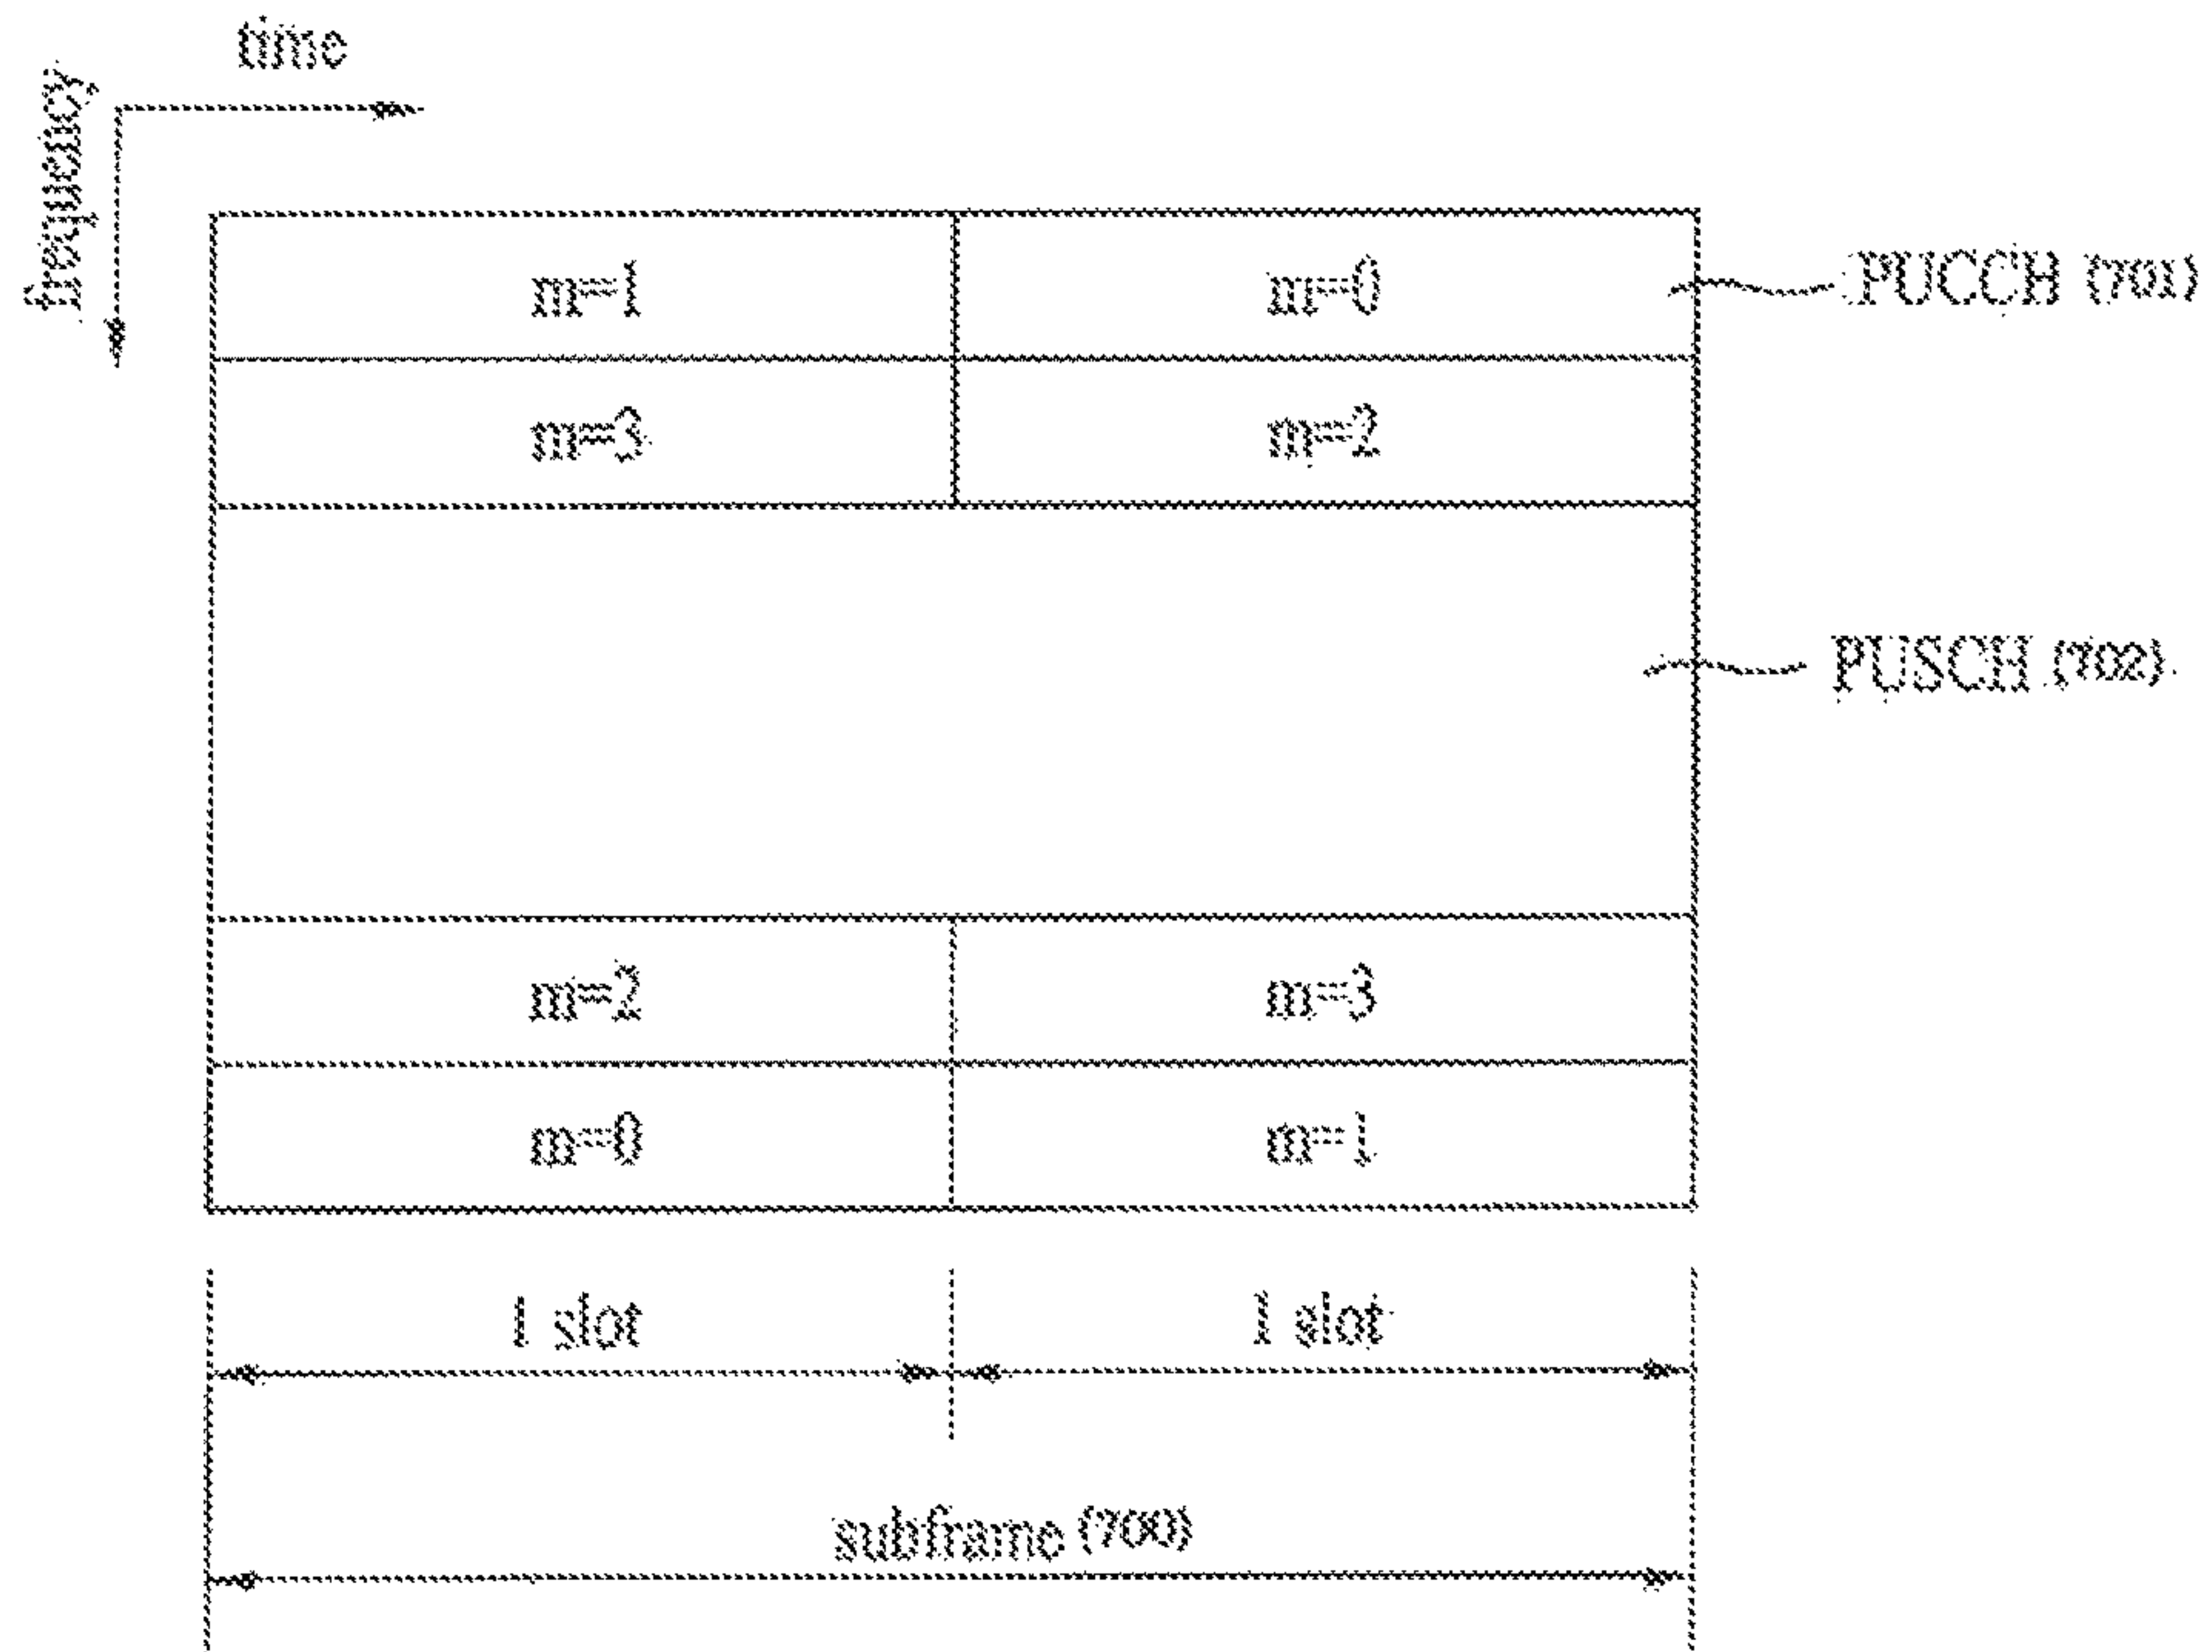 time
frequency
m=1
m=0
PUCCH (701)
m=3
m=2
PUSCH (702)
m=2
m=3
m=0
m=1
1 slot
1 slot
subframe (700)